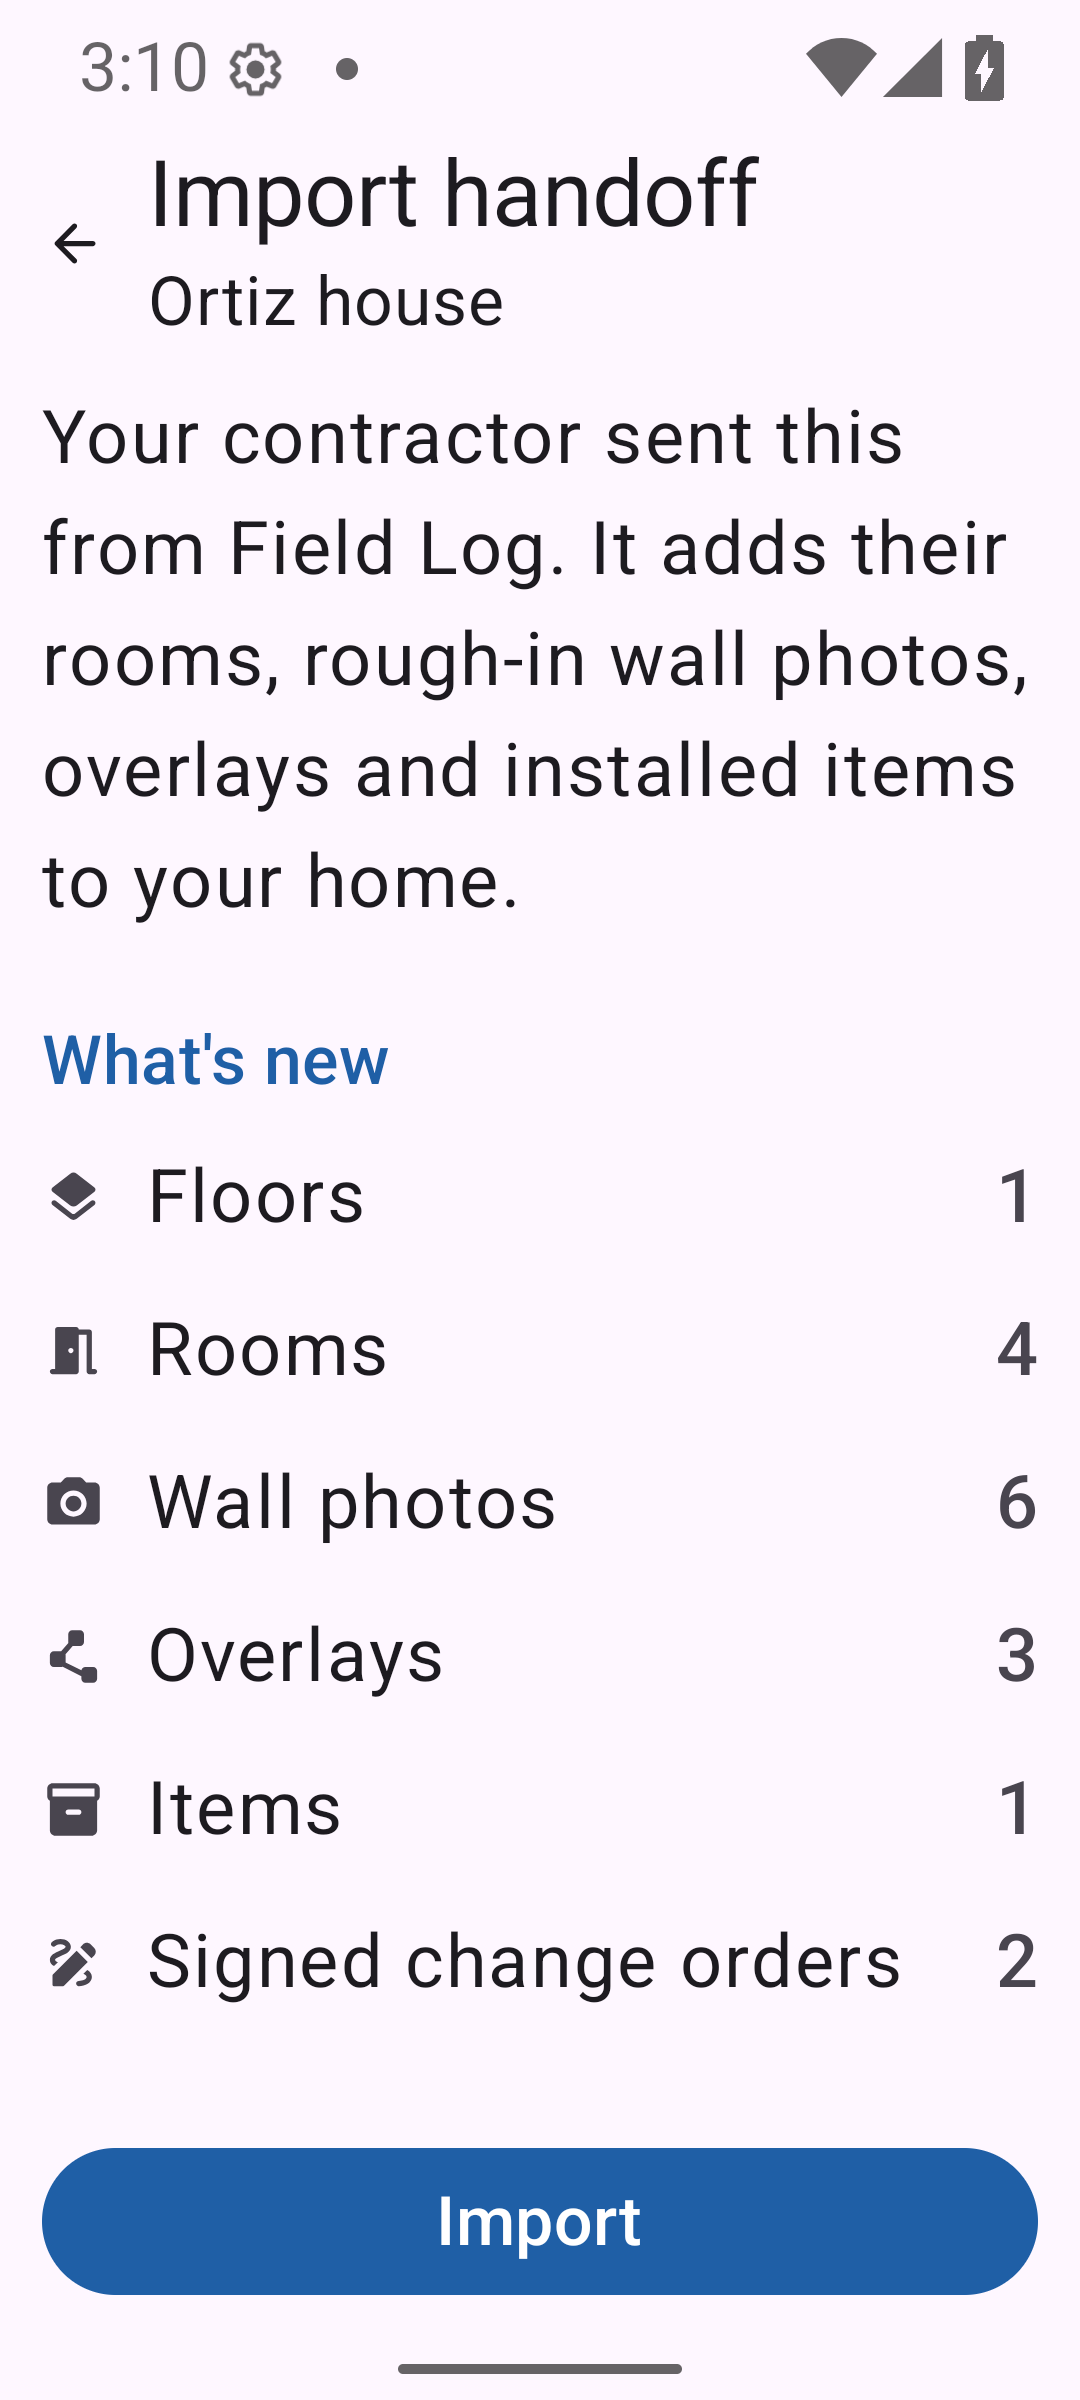 3:10
Import handoff
Ortiz house
Your contractor sent this
from Field Log. It adds their
rooms, rough-in wall photos,
overlays and installed items
to your home.
What's new
Floors 1
Rooms 4
Wall photos 6
Overlays 3
Items 1
Signed change orders 2
Import